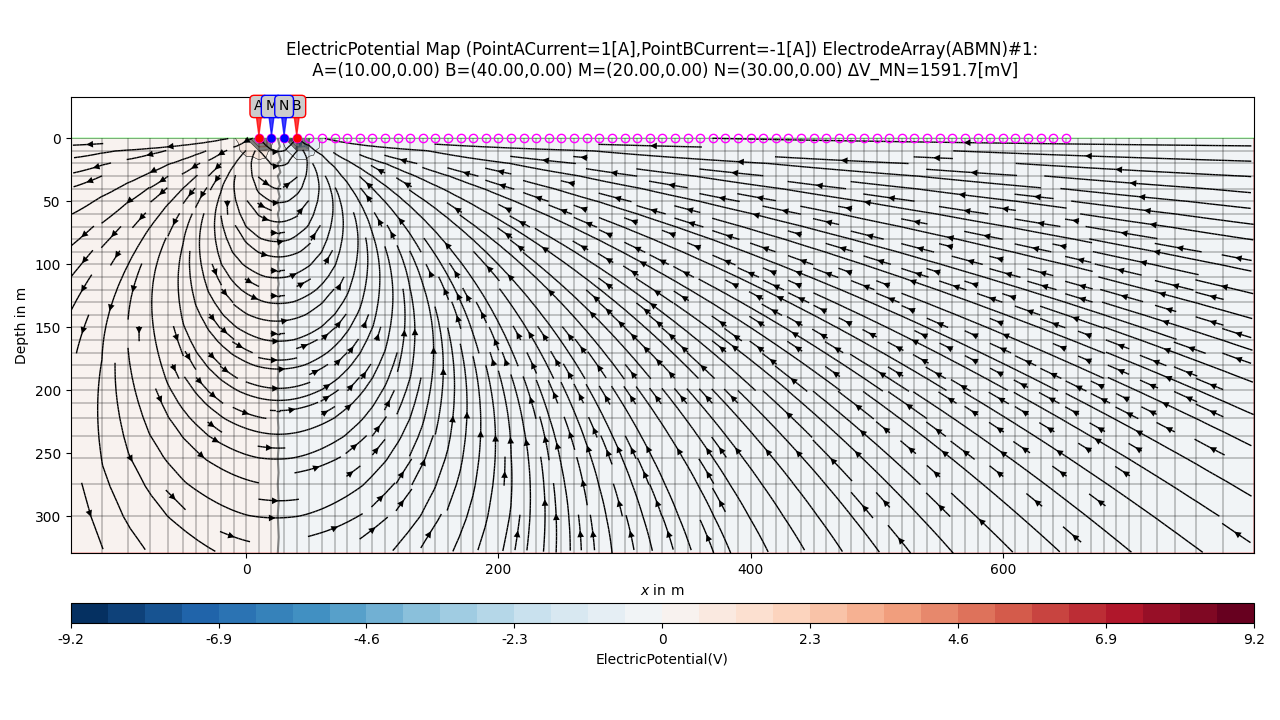 ElectricPotential Map (PointACurrent=1[A],PointBCurrent=-1[A]) ElectrodeArray(ABMN)#1:
A=(10.00,0.00) B=(40.00,0.00) M=(20.00,0.00) N=(30.00,0.00) ΔV_MN=1591.7[mV]
A M N B
0
50
100
150
200
250
300
Depth in m
0 200 400 600
x in m
-9.2 -6.9 -4.6 -2.3 0 2.3 4.6 6.9 9.2
ElectricPotential(V)